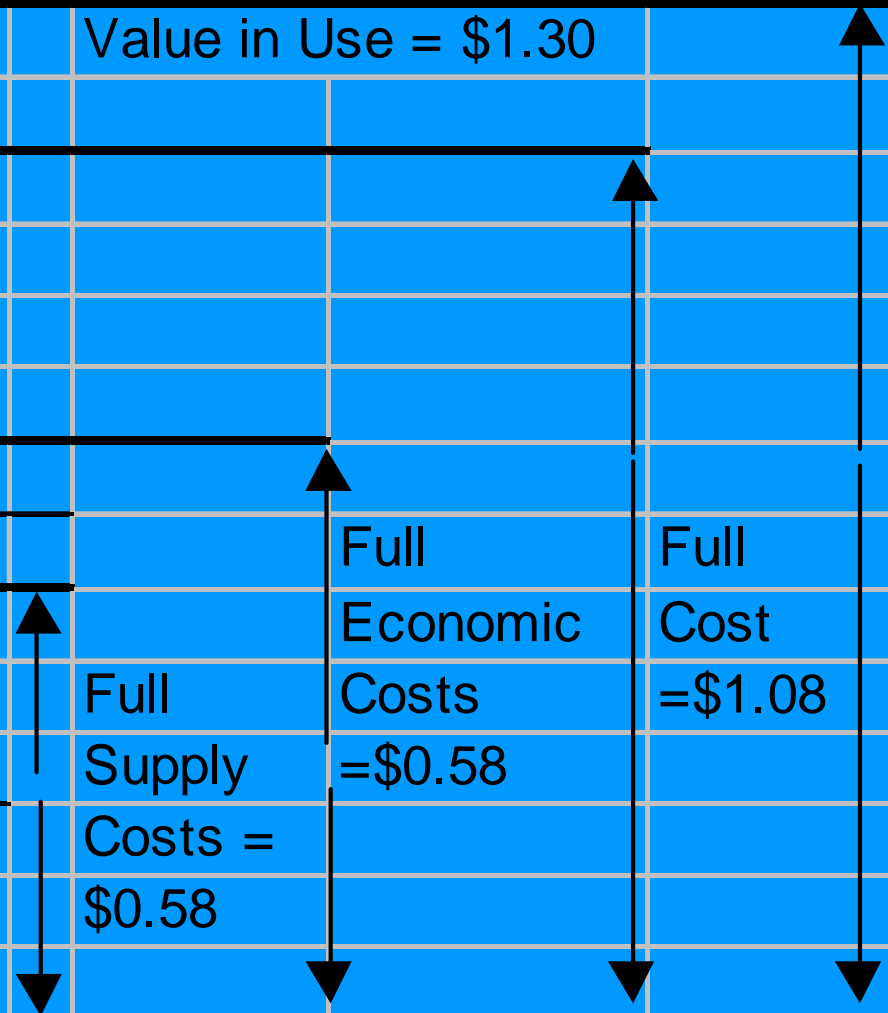 Value in Use = $1.30
Full
Supply
Costs =
$0.58
Full
Economic
Costs
=$0.58
Full
Cost
=$1.08